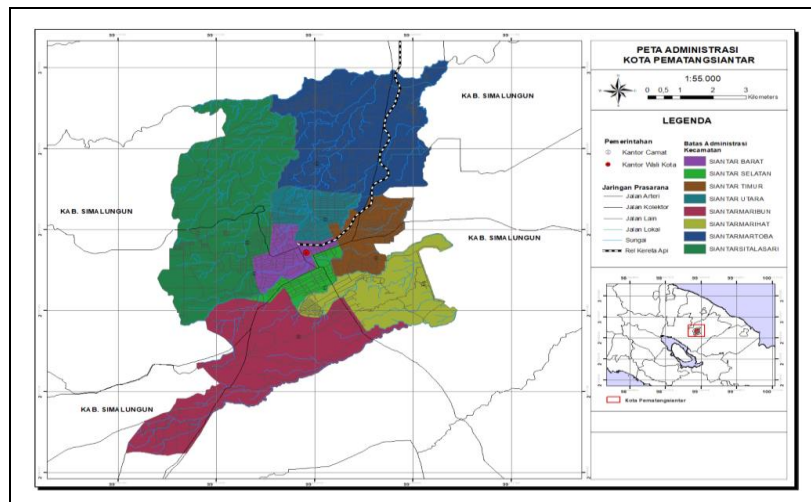 PETA ADMINISTRASI
KOTA PEMATANGSIANTAR
1:55.000
0 0,5 1 2 3
Kilometers
LEGENDA
Pemerintahan
Kantor Camat
Kantor Wali Kota
Jaringan Prasarana
Jalan Arteri
Jalan Kolektor
Jalan Lain
Jalan Lokal
Sungai
Rel Kereta Api
Batas Administrasi
Kecamatan
SIANTAR BARAT
SIANTAR SELATAN
SIANTAR TIMUR
SIANTAR UTARA
SIANTARMARIBUN
SIANTARMARIHAT
SIANTARMARTOBA
SIANTARSITALASARI
KAB. SIMALUNGUN
KAB. SIMALUNGUN
KAB. SIMALUNGUN
KAB. SIMALUNGUN
98 99 100
Kota Pematangsiantar